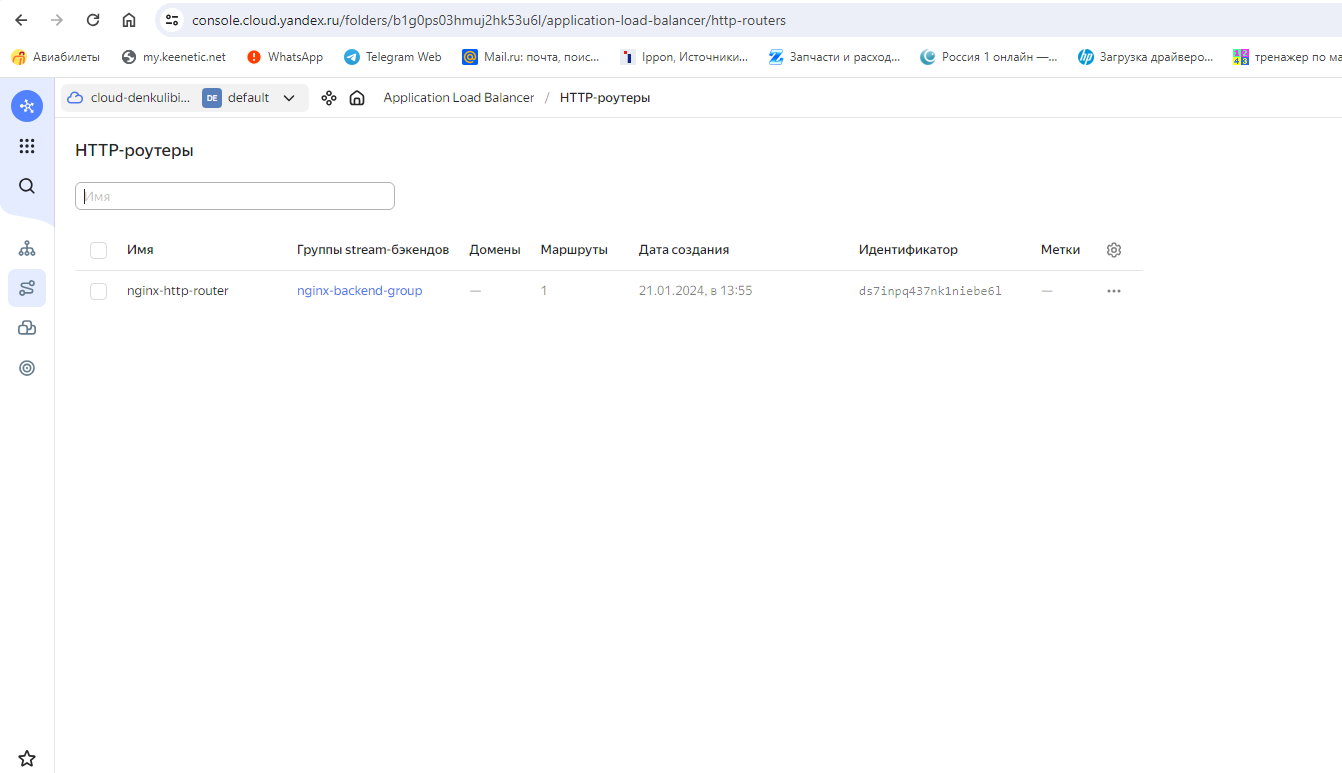 console.cloud.yandex.ru/folders/b1g0ps03hmuj2hk53u6l/application-load-balancer/http-routers
Авиабилеты my.keenetic.net WhatsApp Telegram Web Mail.ru: почта, поис... Ippon, Источники... Запчасти и расход... Россия 1 онлайн —... Загрузка драйверо... тренажер по ма
cloud-denkulibi... DE default Application Load Balancer / HTTP-роутеры
HTTP-роутеры
Имя
Имя Группы stream-бэкендов Домены Маршруты Дата создания Идентификатор Метки
nginx-http-router nginx-backend-group — 1 21.01.2024, в 13:55 ds7inpq437nk1niebe6l —